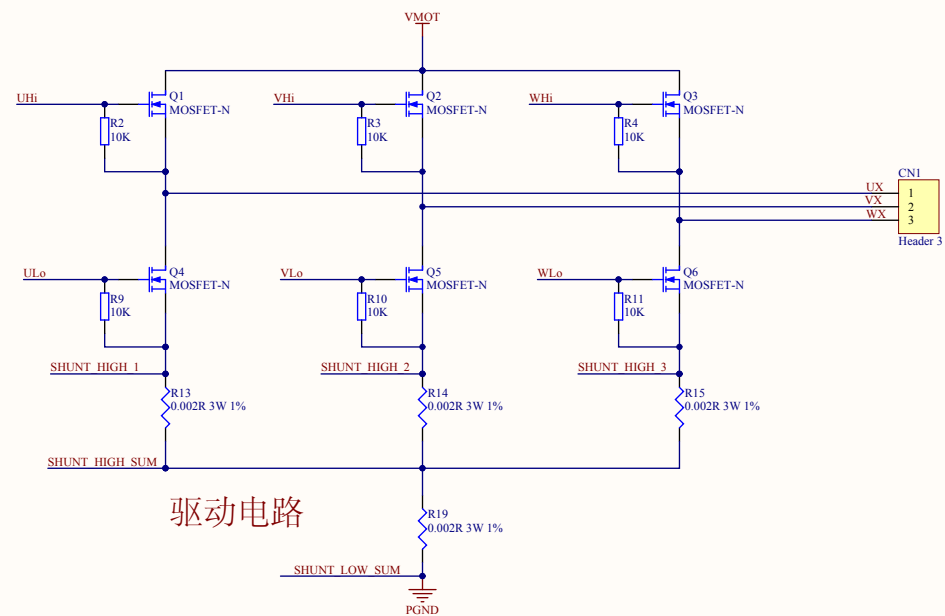 VMOT
UHi
Q1
MOSFET-N
R2
10K
VHi
Q2
MOSFET-N
R3
10K
WHi
Q3
MOSFET-N
R4
10K
CN1
UX
1
VX
2
WX
3
Header 3
ULo
Q4
MOSFET-N
R9
10K
VLo
Q5
MOSFET-N
R10
10K
WLo
Q6
MOSFET-N
R11
10K
SHUNT_HIGH_1
R13
0.002R 3W 1%
SHUNT_HIGH_2
R14
0.002R 3W 1%
SHUNT_HIGH_3
R15
0.002R 3W 1%
SHUNT_HIGH_SUM
驱动电路
R19
0.002R 3W 1%
SHUNT_LOW_SUM
PGND